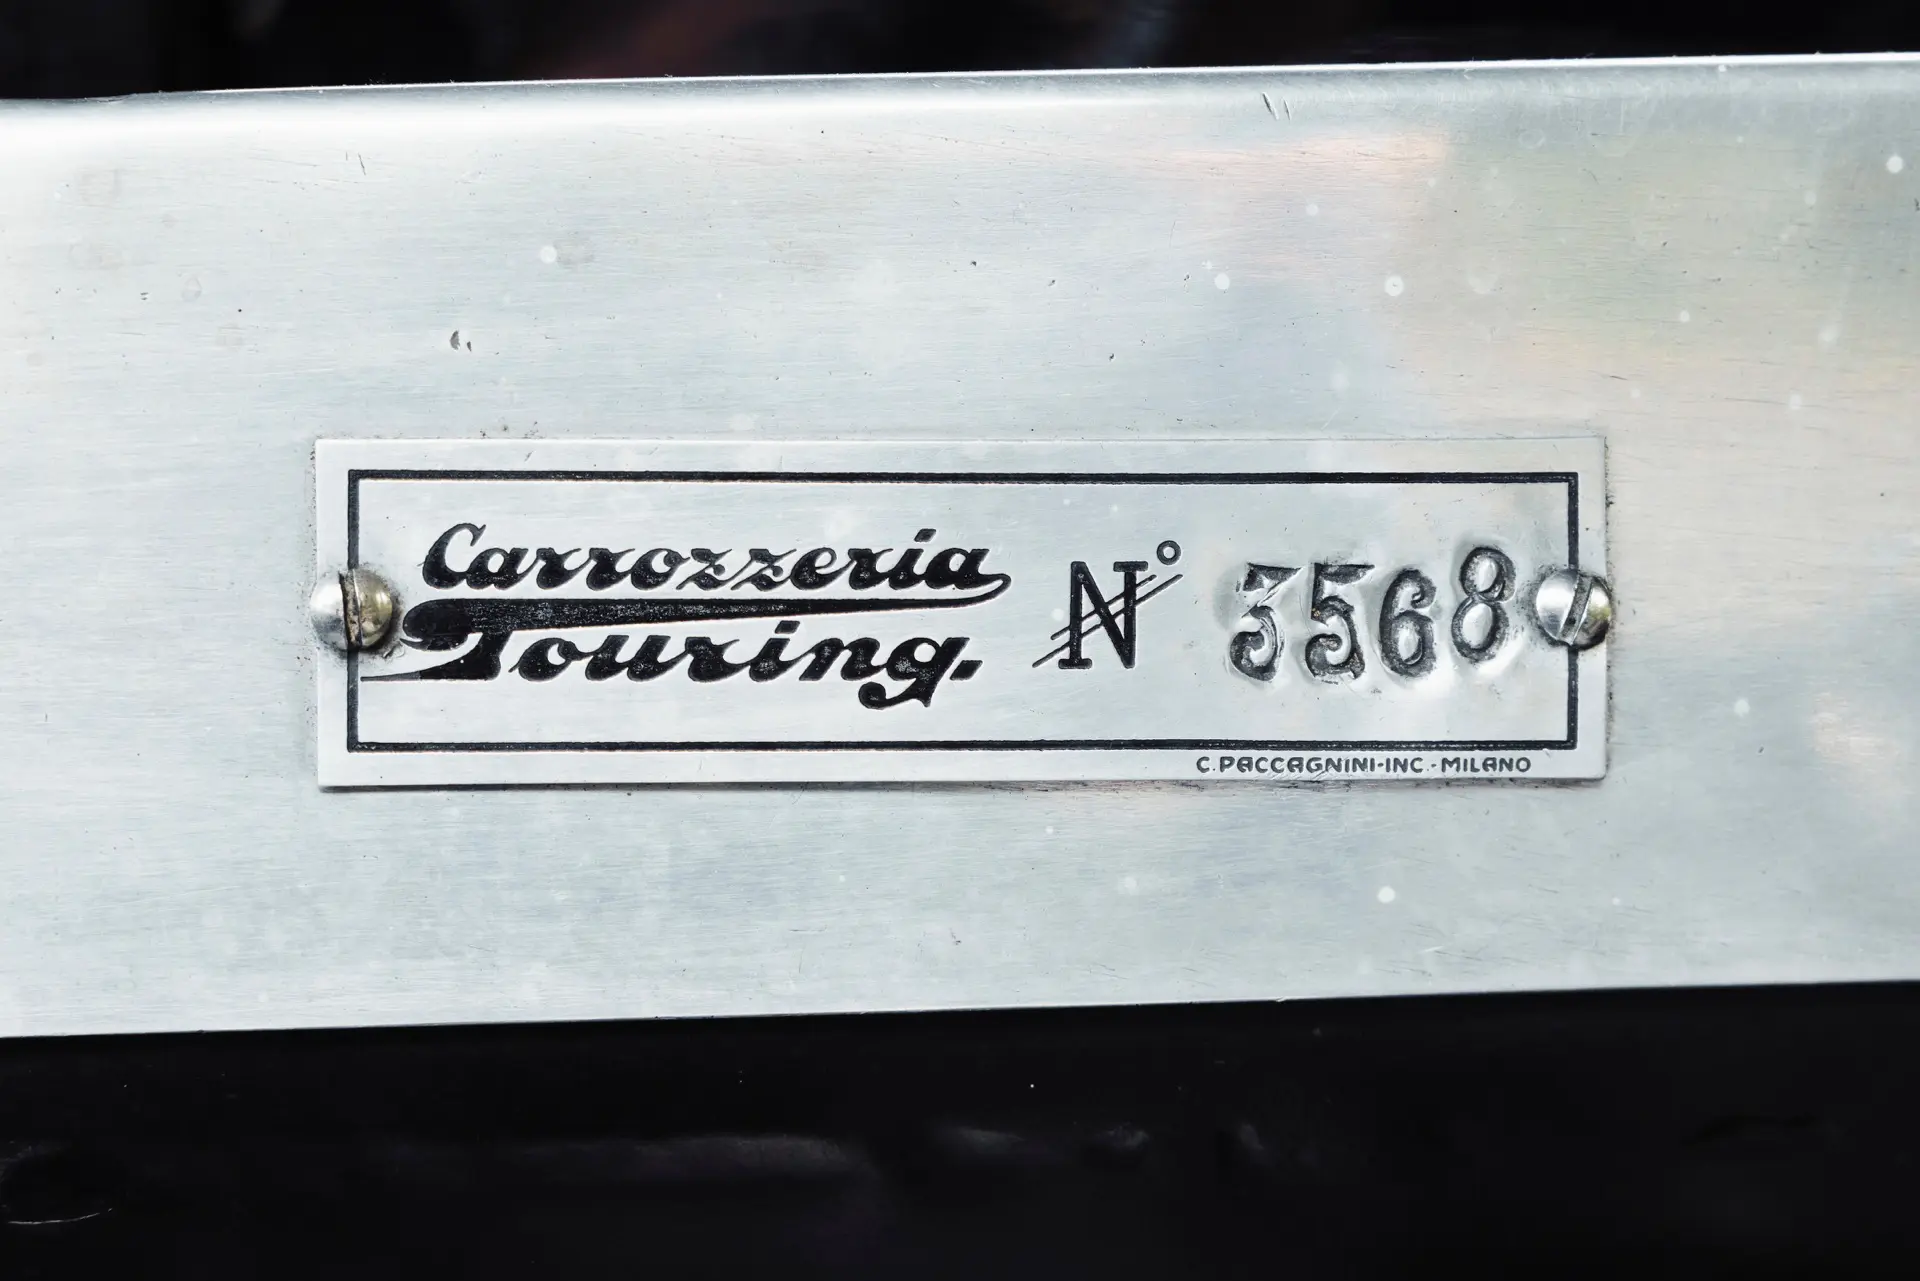 Carrozzeria
Touring. N° 3568
C. PACCAGNINI-INC.-MILANO